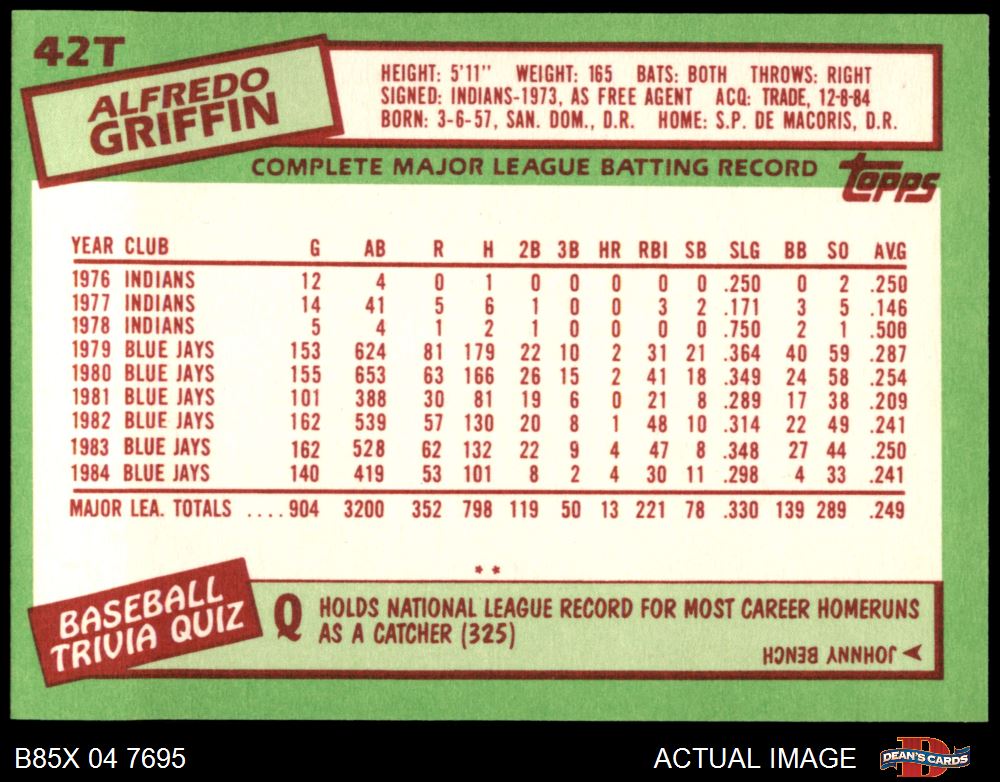 42T
ALFREDO
GRIFFIN
HEIGHT: 5'11" WEIGHT: 165 BATS: BOTH THROWS: RIGHT
SIGNED: INDIANS-1973, AS FREE AGENT ACQ: TRADE, 12-8-84
BORN: 3-6-57, SAN. DOM., D.R. HOME: S.P. DE MACORIS, D.R.
COMPLETE MAJOR LEAGUE BATTING RECORD
TOPPS
YEAR CLUB G AB R H 2B 3B HR RBI SB SLG BB SO AVG
1976 INDIANS 12 4 0 1 0 0 0 0 0 .250 0 2 .250
1977 INDIANS 14 41 5 6 1 0 0 3 2 .171 3 5 .146
1978 INDIANS 5 4 1 2 1 0 0 0 0 .750 2 1 .500
1979 BLUE JAYS 153 624 81 179 22 10 2 31 21 .364 40 59 .287
1980 BLUE JAYS 155 653 63 166 26 15 2 41 18 .349 24 58 .254
1981 BLUE JAYS 101 388 30 81 19 6 0 21 8 .289 17 38 .209
1982 BLUE JAYS 162 539 57 130 20 8 1 48 10 .314 22 49 .241
1983 BLUE JAYS 162 528 62 132 22 9 4 47 8 .348 27 44 .250
1984 BLUE JAYS 140 419 53 101 8 2 4 30 11 .298 4 33 .241
MAJOR LEA. TOTALS ....904 3200 352 798 119 50 13 221 78 .330 139 289 .249
**
BASEBALL
TRIVIA QUIZ
Q HOLDS NATIONAL LEAGUE RECORD FOR MOST CAREER HOMERUNS
AS A CATCHER (325)
JOHNNY BENCH
B85X 04 7695
ACTUAL IMAGE
DEAN'S CARDS